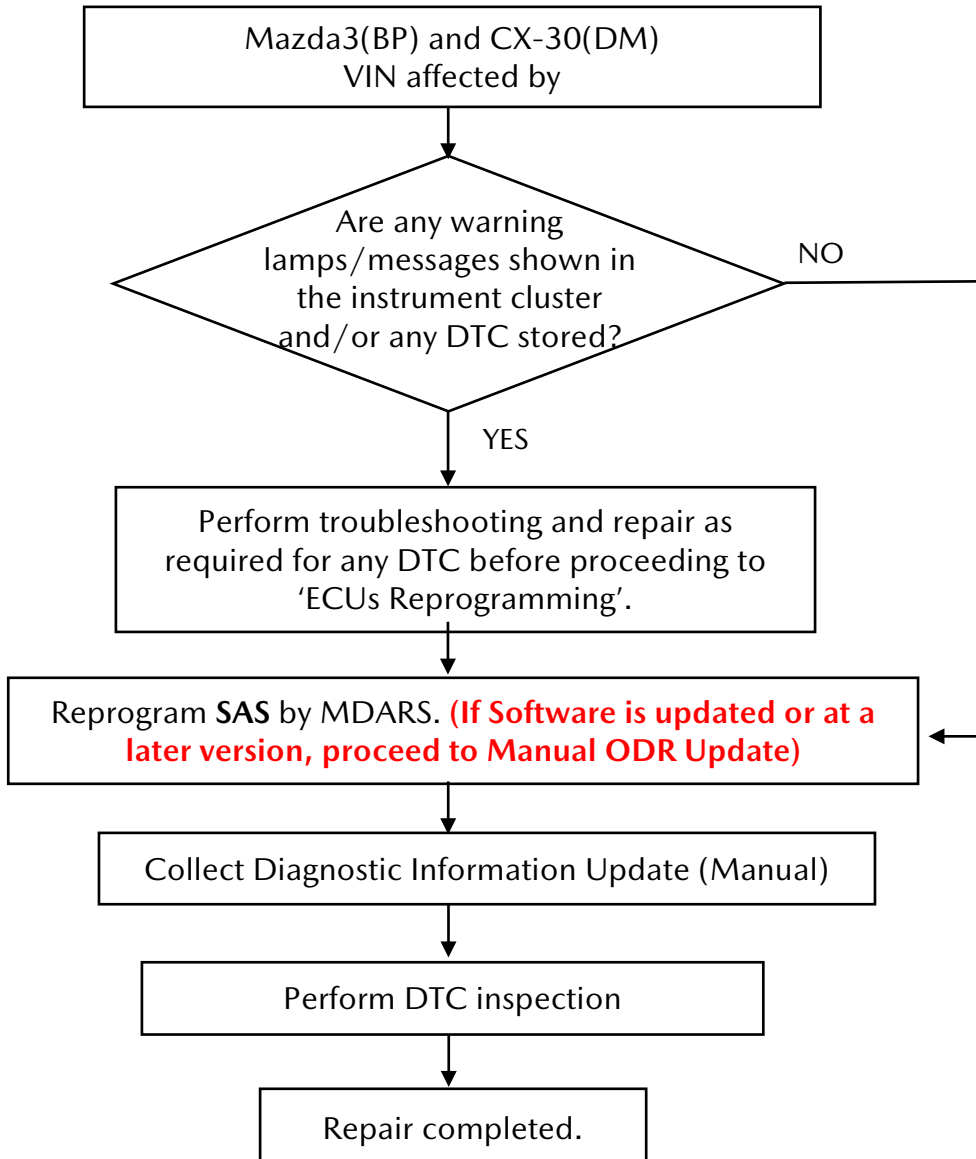 Mazda3(BP) and CX-30(DM)
VIN affected by
Are any warning
lamps/messages shown in
the instrument cluster
and/or any DTC stored?
NO
YES
Perform troubleshooting and repair as
required for any DTC before proceeding to
‘ECUs Reprogramming’.
Reprogram SAS by MDARS. (If Software is updated or at a
later version, proceed to Manual ODR Update)
Collect Diagnostic Information Update (Manual)
Perform DTC inspection
Repair completed.